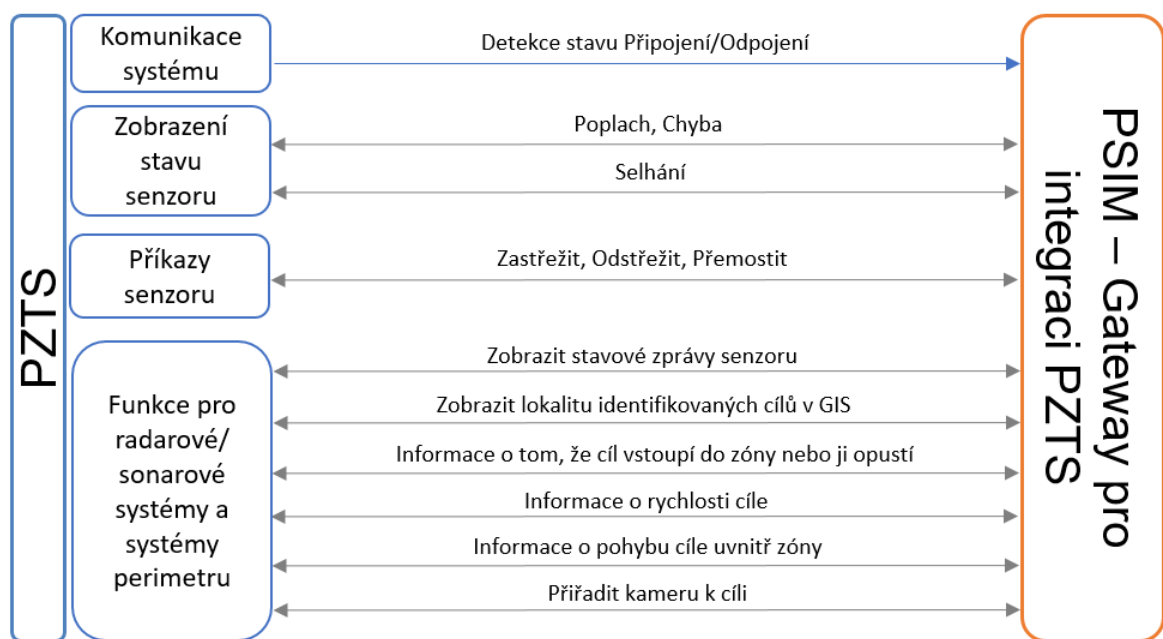 PZTS
Komunikace
systému
Detekce stavu Připojení/Odpojení
Zobrazení
stavu
senzoru
Poplach, Chyba
Selhání
Příkazy
senzoru
Zastřežit, Odstřežit, Přemostit
Funkce pro
radarové/
sonarové
systémy a
systémy
perimetru
Zobrazit stavové zprávy senzoru
Zobrazit lokalitu identifikovaných cílů v GIS
Informace o tom, že cíl vstoupí do zóny nebo ji opustí
Informace o rychlosti cíle
Informace o pohybu cíle uvnitř zóny
Přiřadit kameru k cíli
PSIM – Gateway pro
integraci PZTS